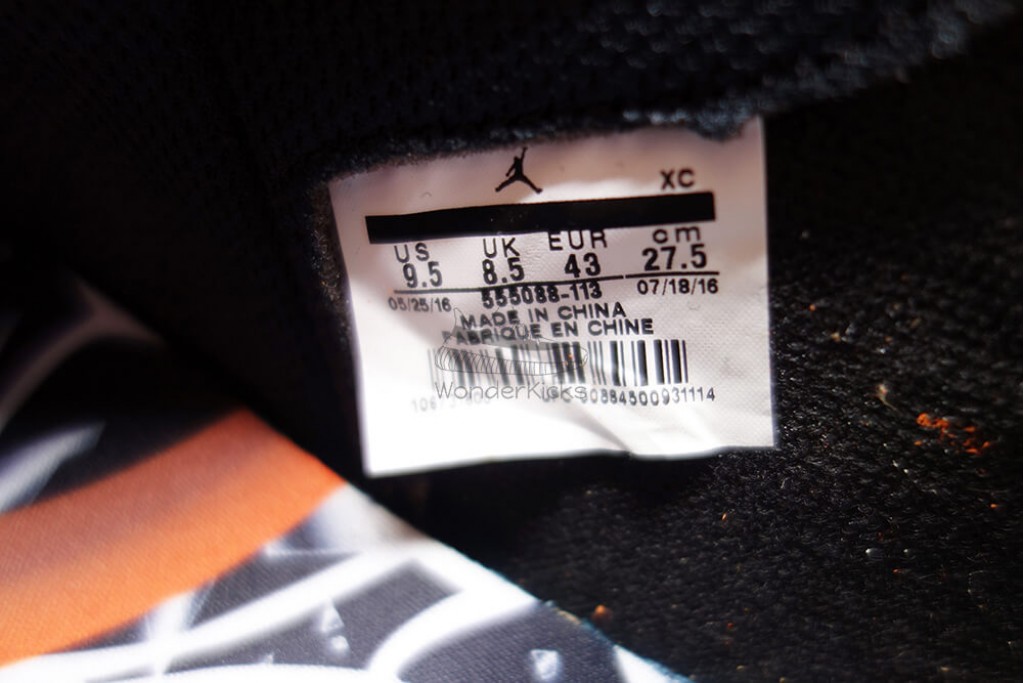 XC
US UK EUR cm
9.5 8.5 43 27.5
05/25/16 555088-113 07/18/16
MADE IN CHINA
FABRIQUE EN CHINE
WonderKicks
00884500931114